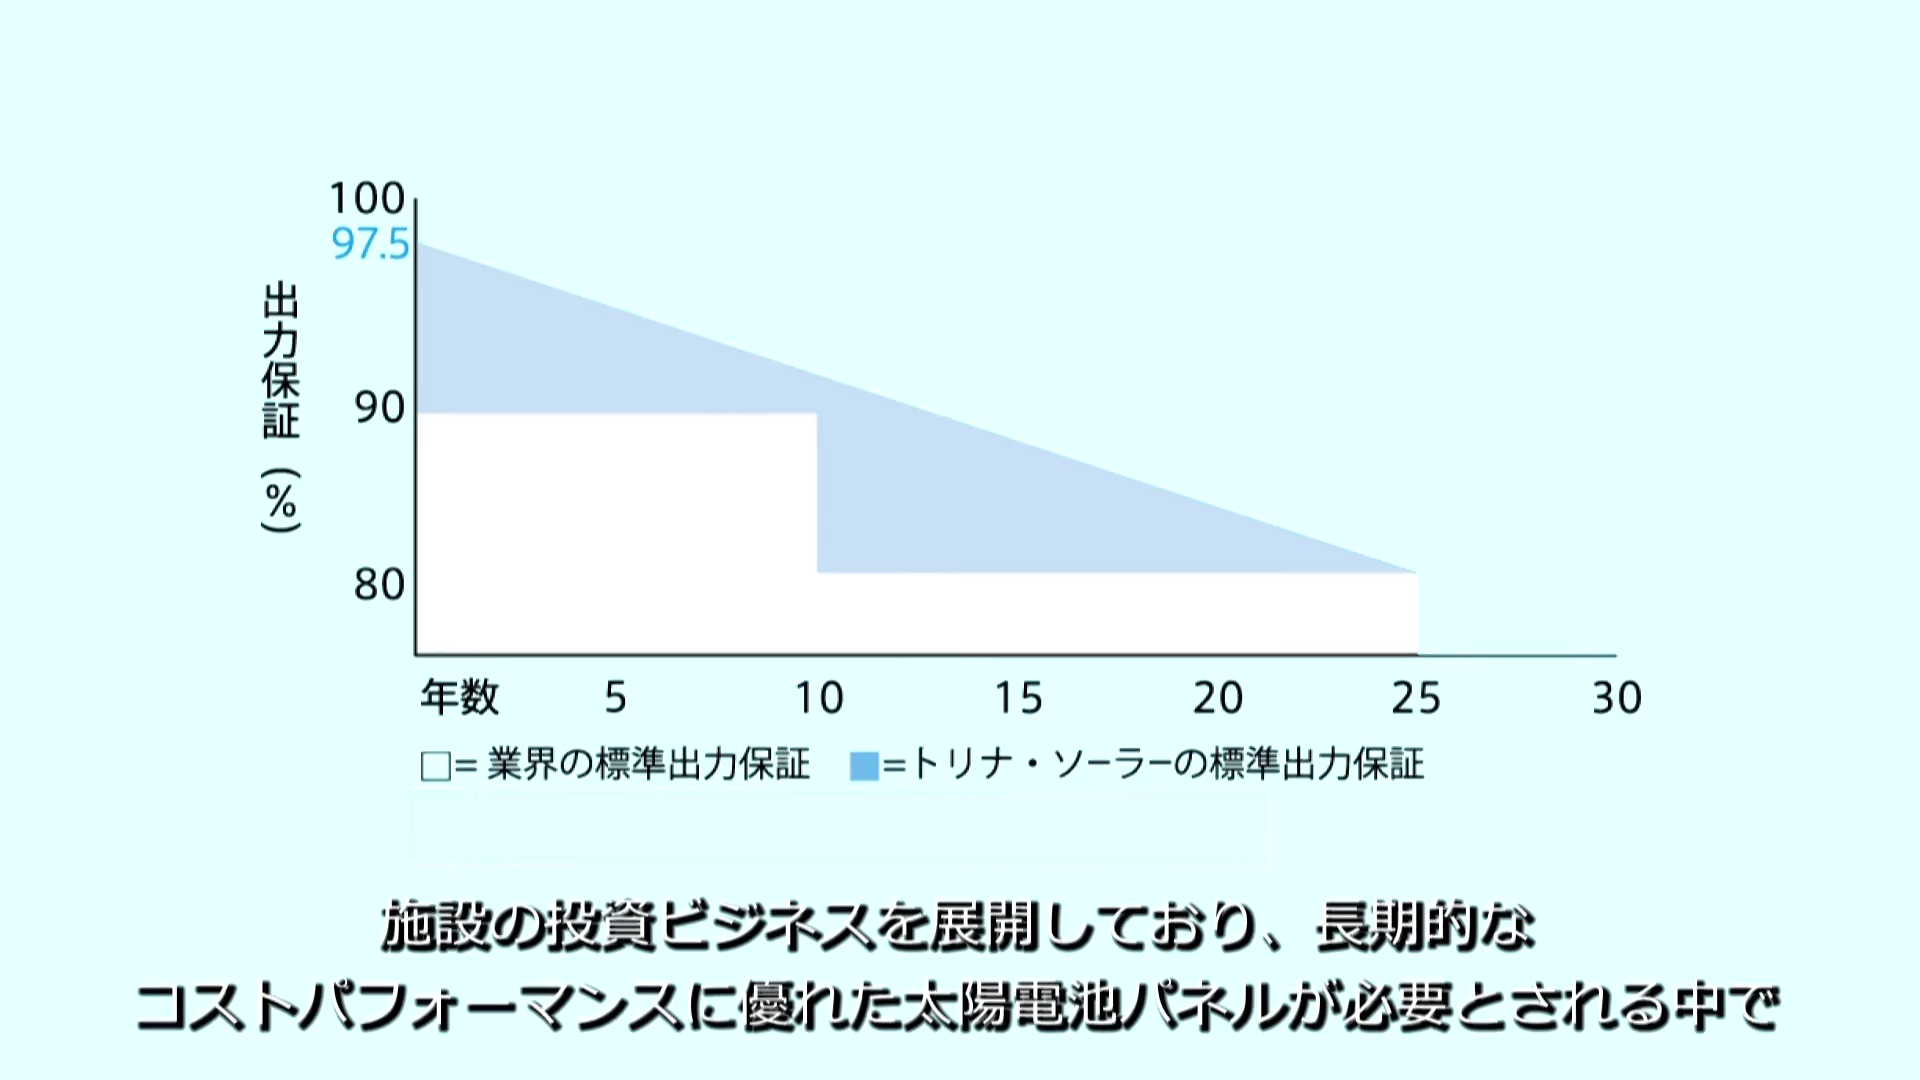 100
97.5
出力保証(%)
90
80
年数 5 10 15 20 25 30
□=業界の標準出力保証 ■=トリナ・ソーラーの標準出力保証
施設の投資ビジネスを展開しており、長期的な
コストパフォーマンスに優れた太陽電池パネルが必要とされる中で